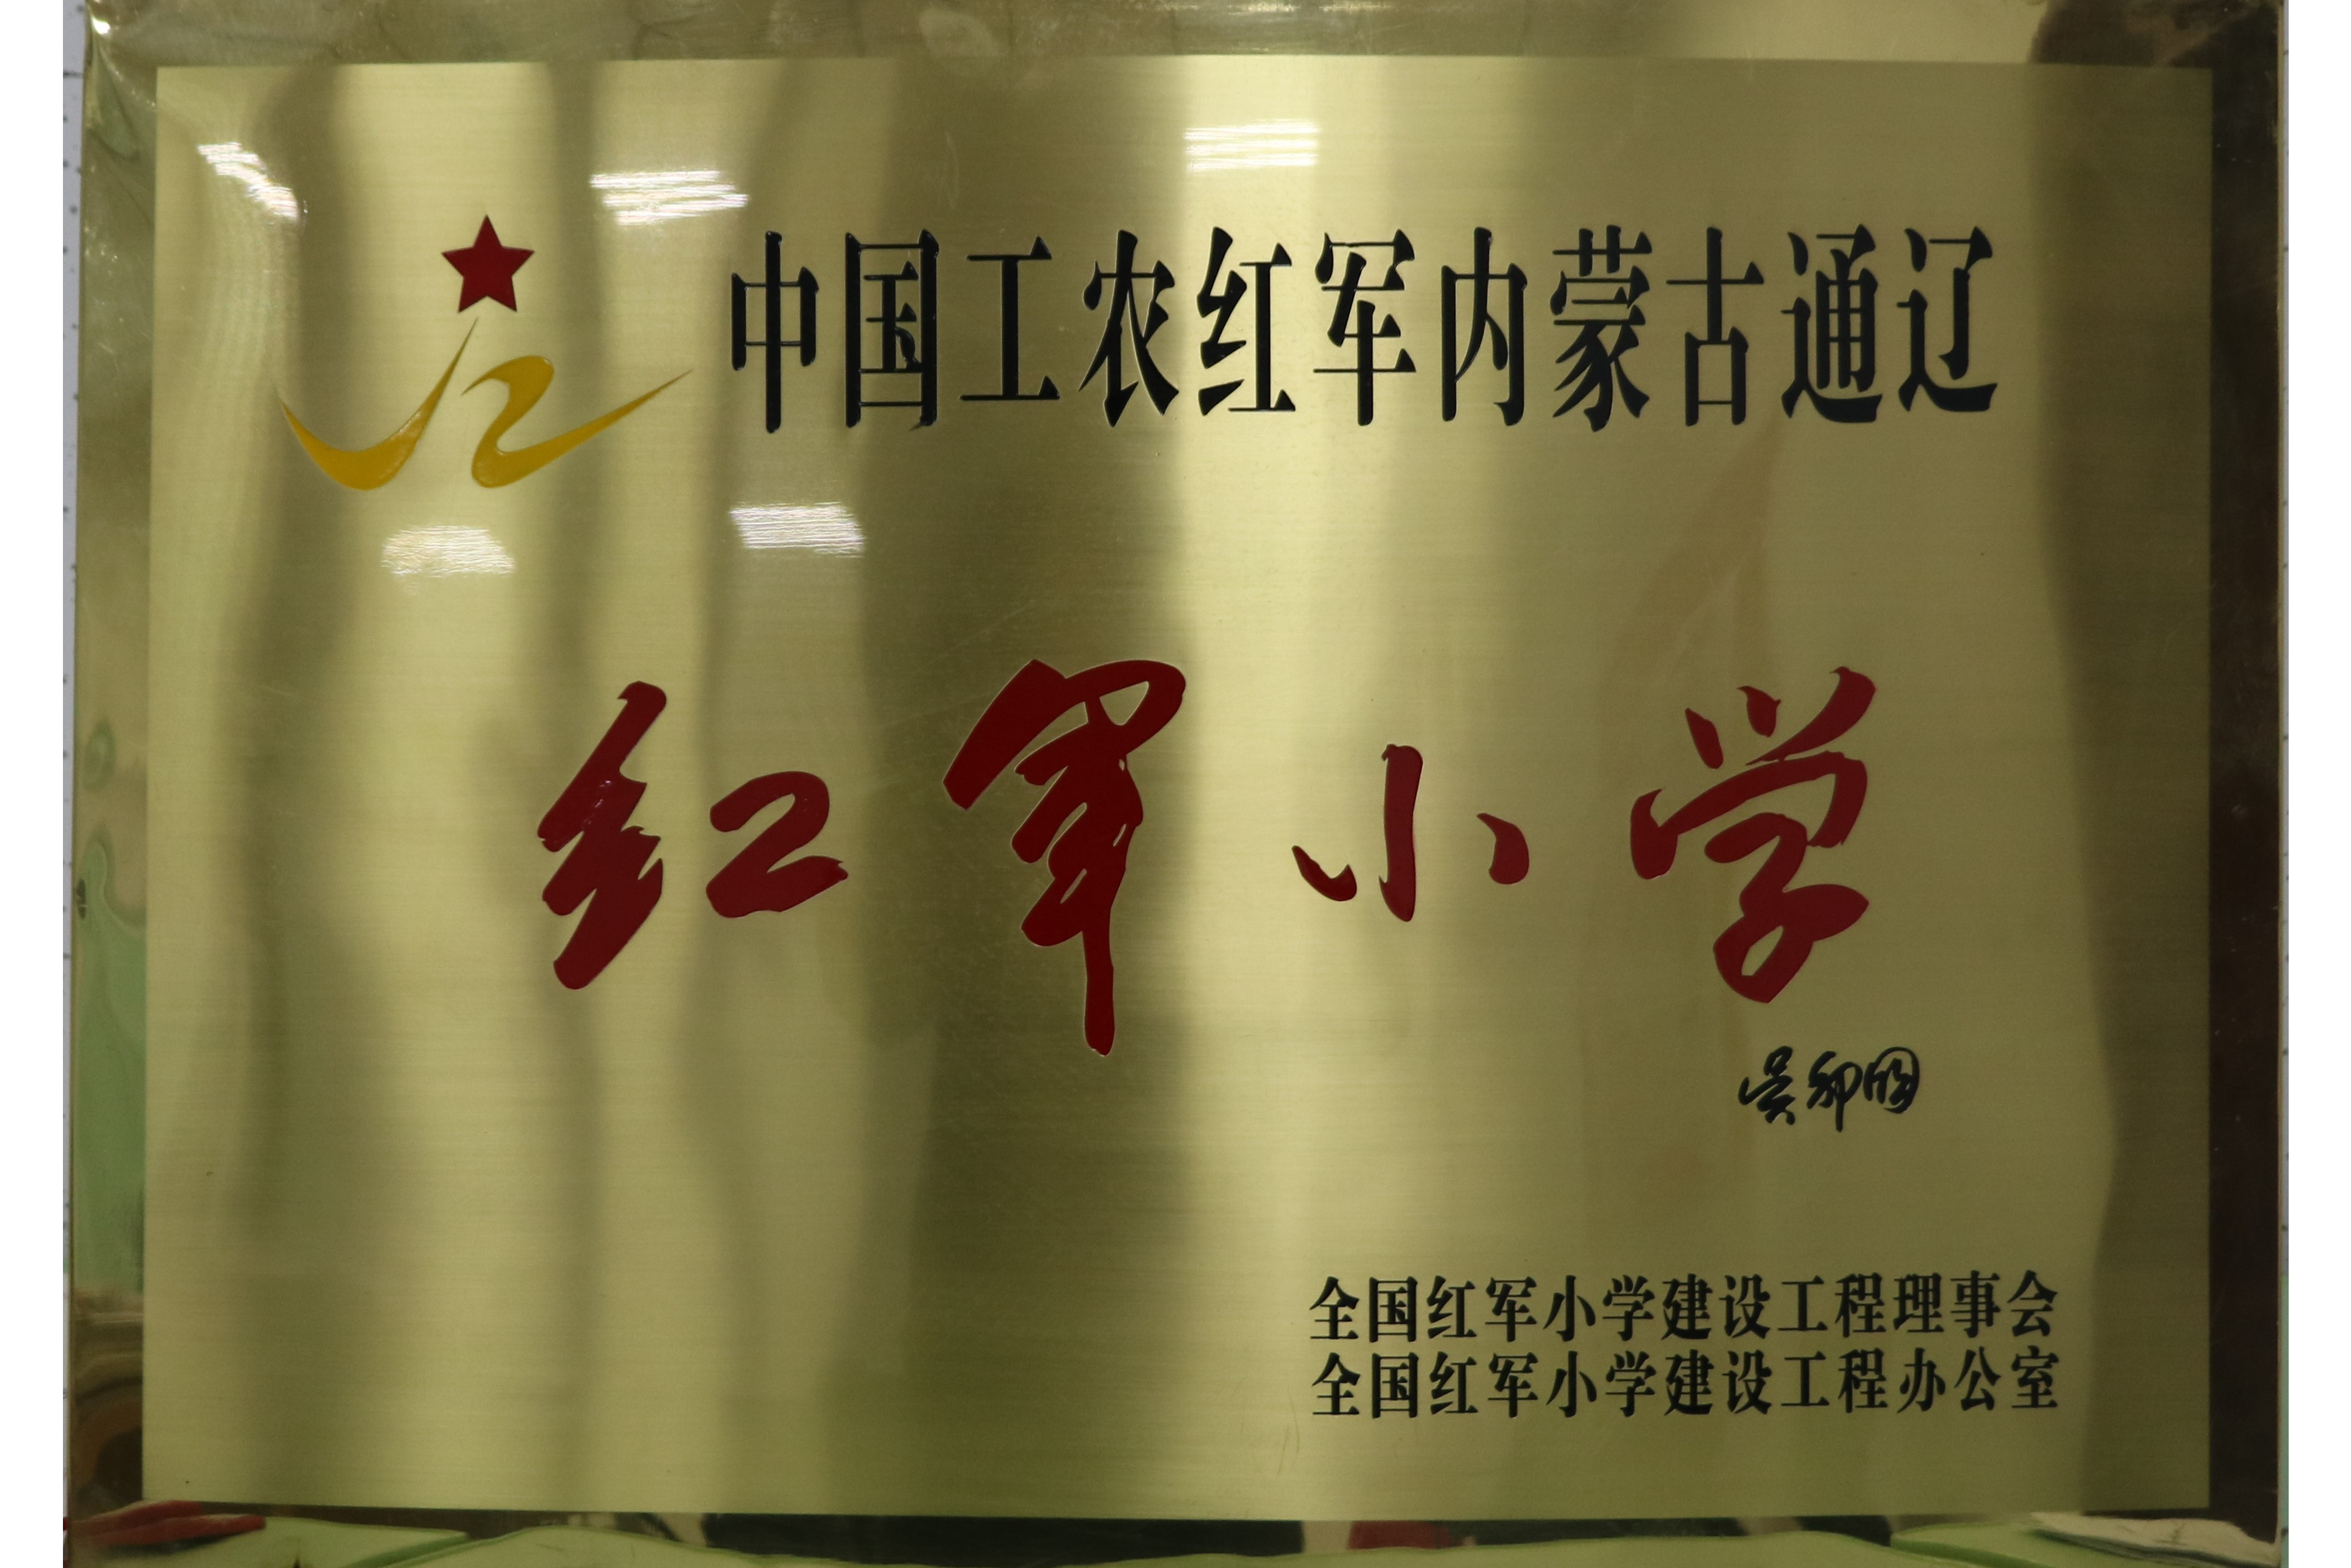 中国工农红军内蒙古通辽
红军小学
全国红军小学建设工程理事会
全国红军小学建设工程办公室